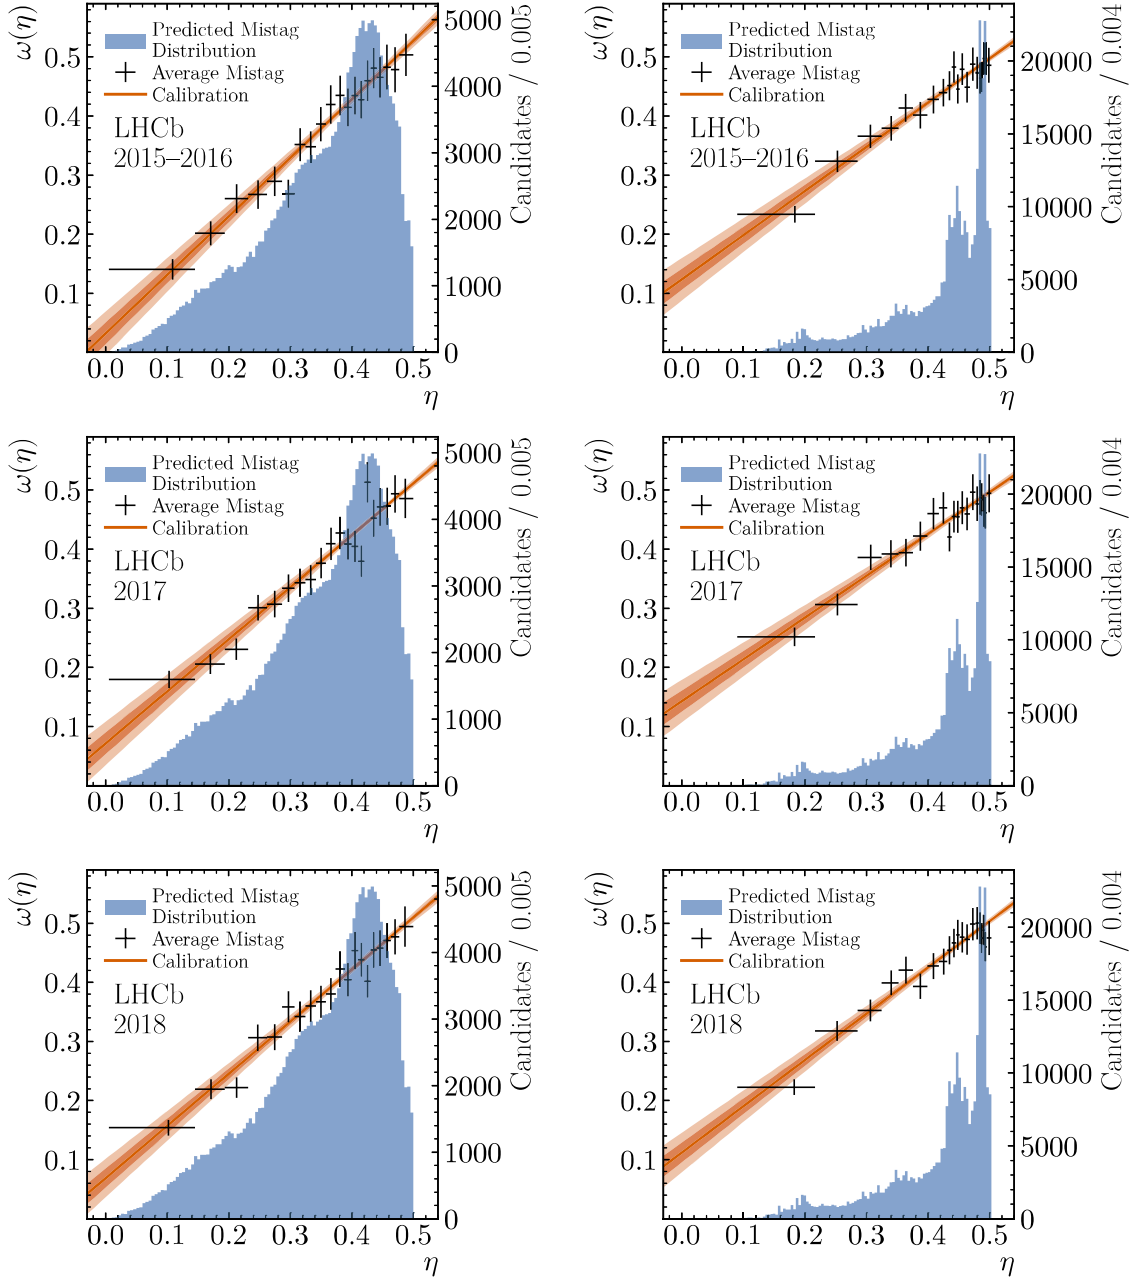 ω(η)
Predicted Mistag
Distribution
Average Mistag
Calibration
LHCb
2015–2016
0.5
0.4
0.3
0.2
0.1
0.0 0.1 0.2 0.3 0.4 0.5
η
5000
4000
3000
2000
1000
0
Candidates / 0.005
ω(η)
Predicted Mistag
Distribution
Average Mistag
Calibration
LHCb
2015–2016
0.5
0.4
0.3
0.2
0.1
0.0 0.1 0.2 0.3 0.4 0.5
η
20000
15000
10000
5000
0
Candidates / 0.004
ω(η)
Predicted Mistag
Distribution
Average Mistag
Calibration
LHCb
2017
0.5
0.4
0.3
0.2
0.1
0.0 0.1 0.2 0.3 0.4 0.5
η
5000
4000
3000
2000
1000
0
Candidates / 0.005
ω(η)
Predicted Mistag
Distribution
Average Mistag
Calibration
LHCb
2017
0.5
0.4
0.3
0.2
0.1
0.0 0.1 0.2 0.3 0.4 0.5
η
20000
15000
10000
5000
0
Candidates / 0.004
ω(η)
Predicted Mistag
Distribution
Average Mistag
Calibration
LHCb
2018
0.5
0.4
0.3
0.2
0.1
0.0 0.1 0.2 0.3 0.4 0.5
η
5000
4000
3000
2000
1000
0
Candidates / 0.005
ω(η)
Predicted Mistag
Distribution
Average Mistag
Calibration
LHCb
2018
0.5
0.4
0.3
0.2
0.1
0.0 0.1 0.2 0.3 0.4 0.5
η
20000
15000
10000
5000
0
Candidates / 0.004